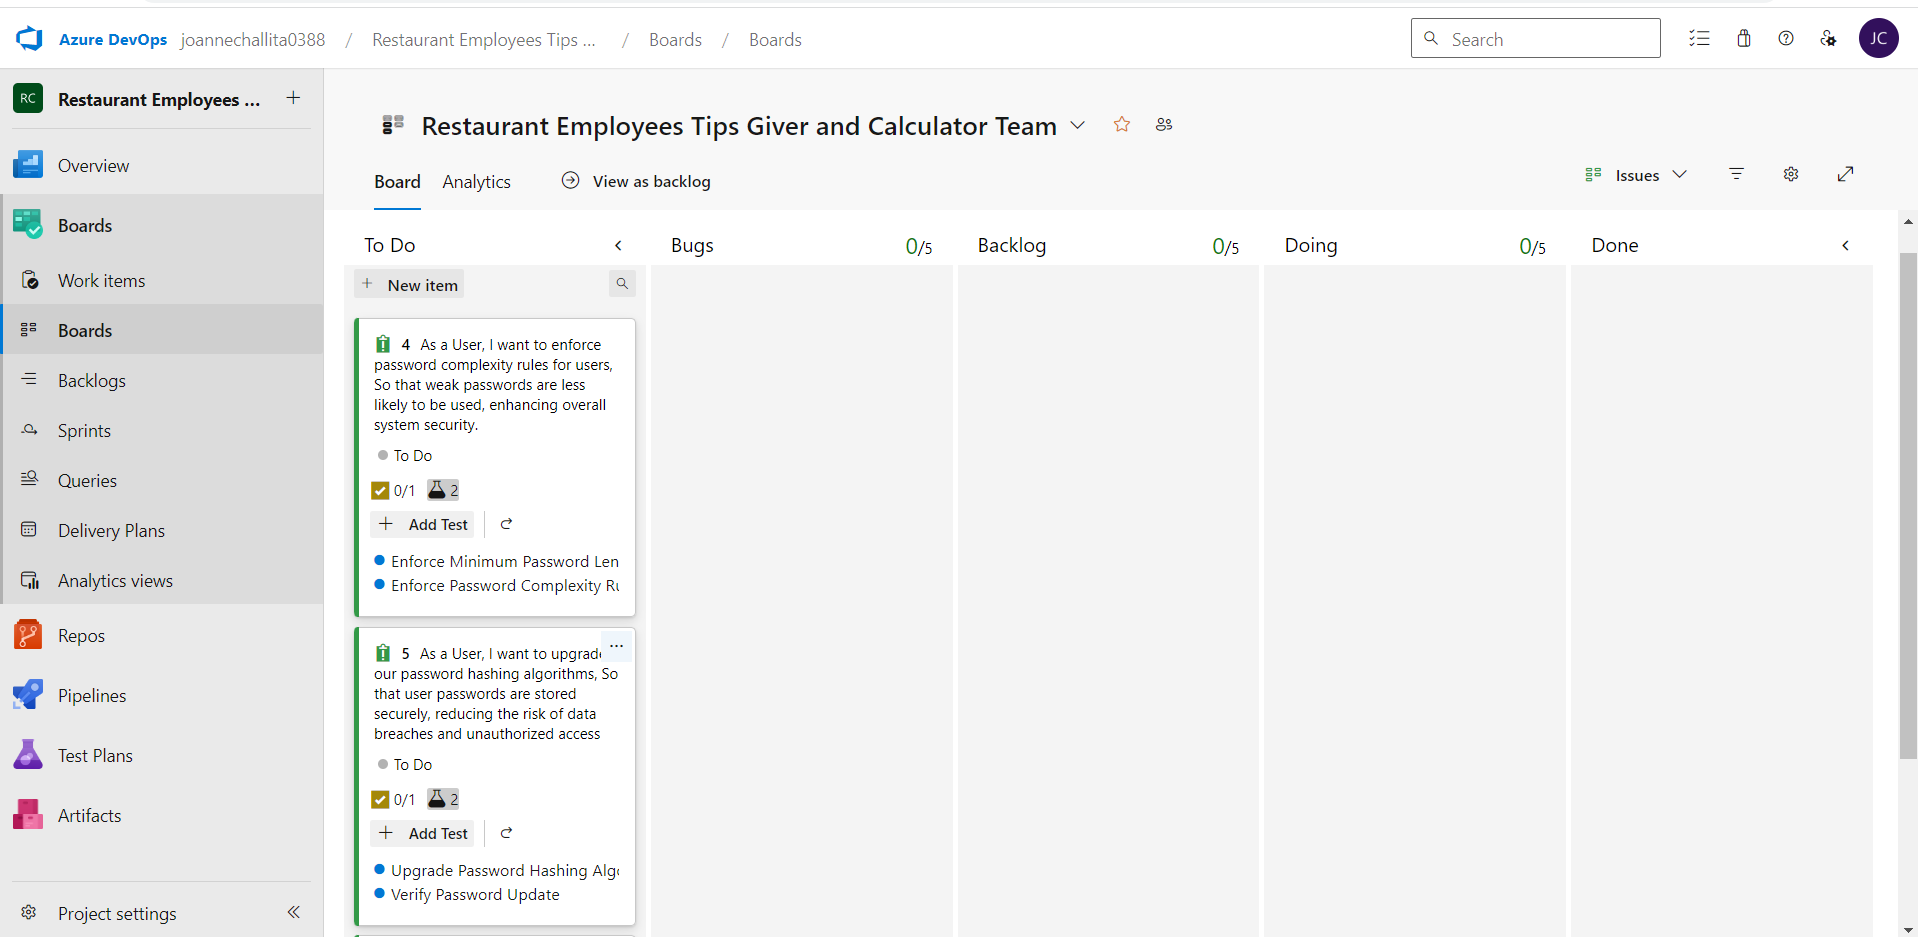 Azure DevOps joannechallita0388 / Restaurant Employees Tips ... / Boards / Boards
Search
JC
RC Restaurant Employees ...
Overview
Boards
Work items
Boards
Backlogs
Sprints
Queries
Delivery Plans
Analytics views
Repos
Pipelines
Test Plans
Artifacts
Project settings
Restaurant Employees Tips Giver and Calculator Team
Board Analytics View as backlog
Issues
To Do
Bugs 0/5
Backlog 0/5
Doing 0/5
Done
+ New item
4 As a User, I want to enforce
password complexity rules for users,
So that weak passwords are less
likely to be used, enhancing overall
system security.
To Do
0/1 2
+ Add Test
Enforce Minimum Password Len
Enforce Password Complexity Ru
5 As a User, I want to upgrade ...
our password hashing algorithms, So
that user passwords are stored
securely, reducing the risk of data
breaches and unauthorized access
To Do
0/1 2
+ Add Test
Upgrade Password Hashing Algo
Verify Password Update